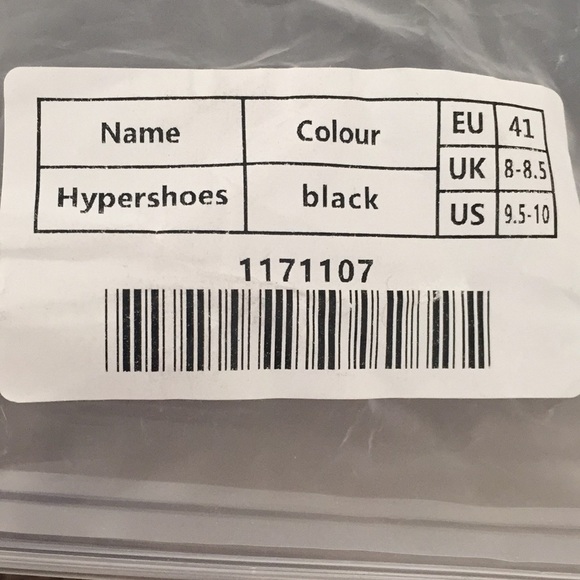 Name Colour EU 41
UK 8-8.5
Hypershoes black US 9.5-10
1171107